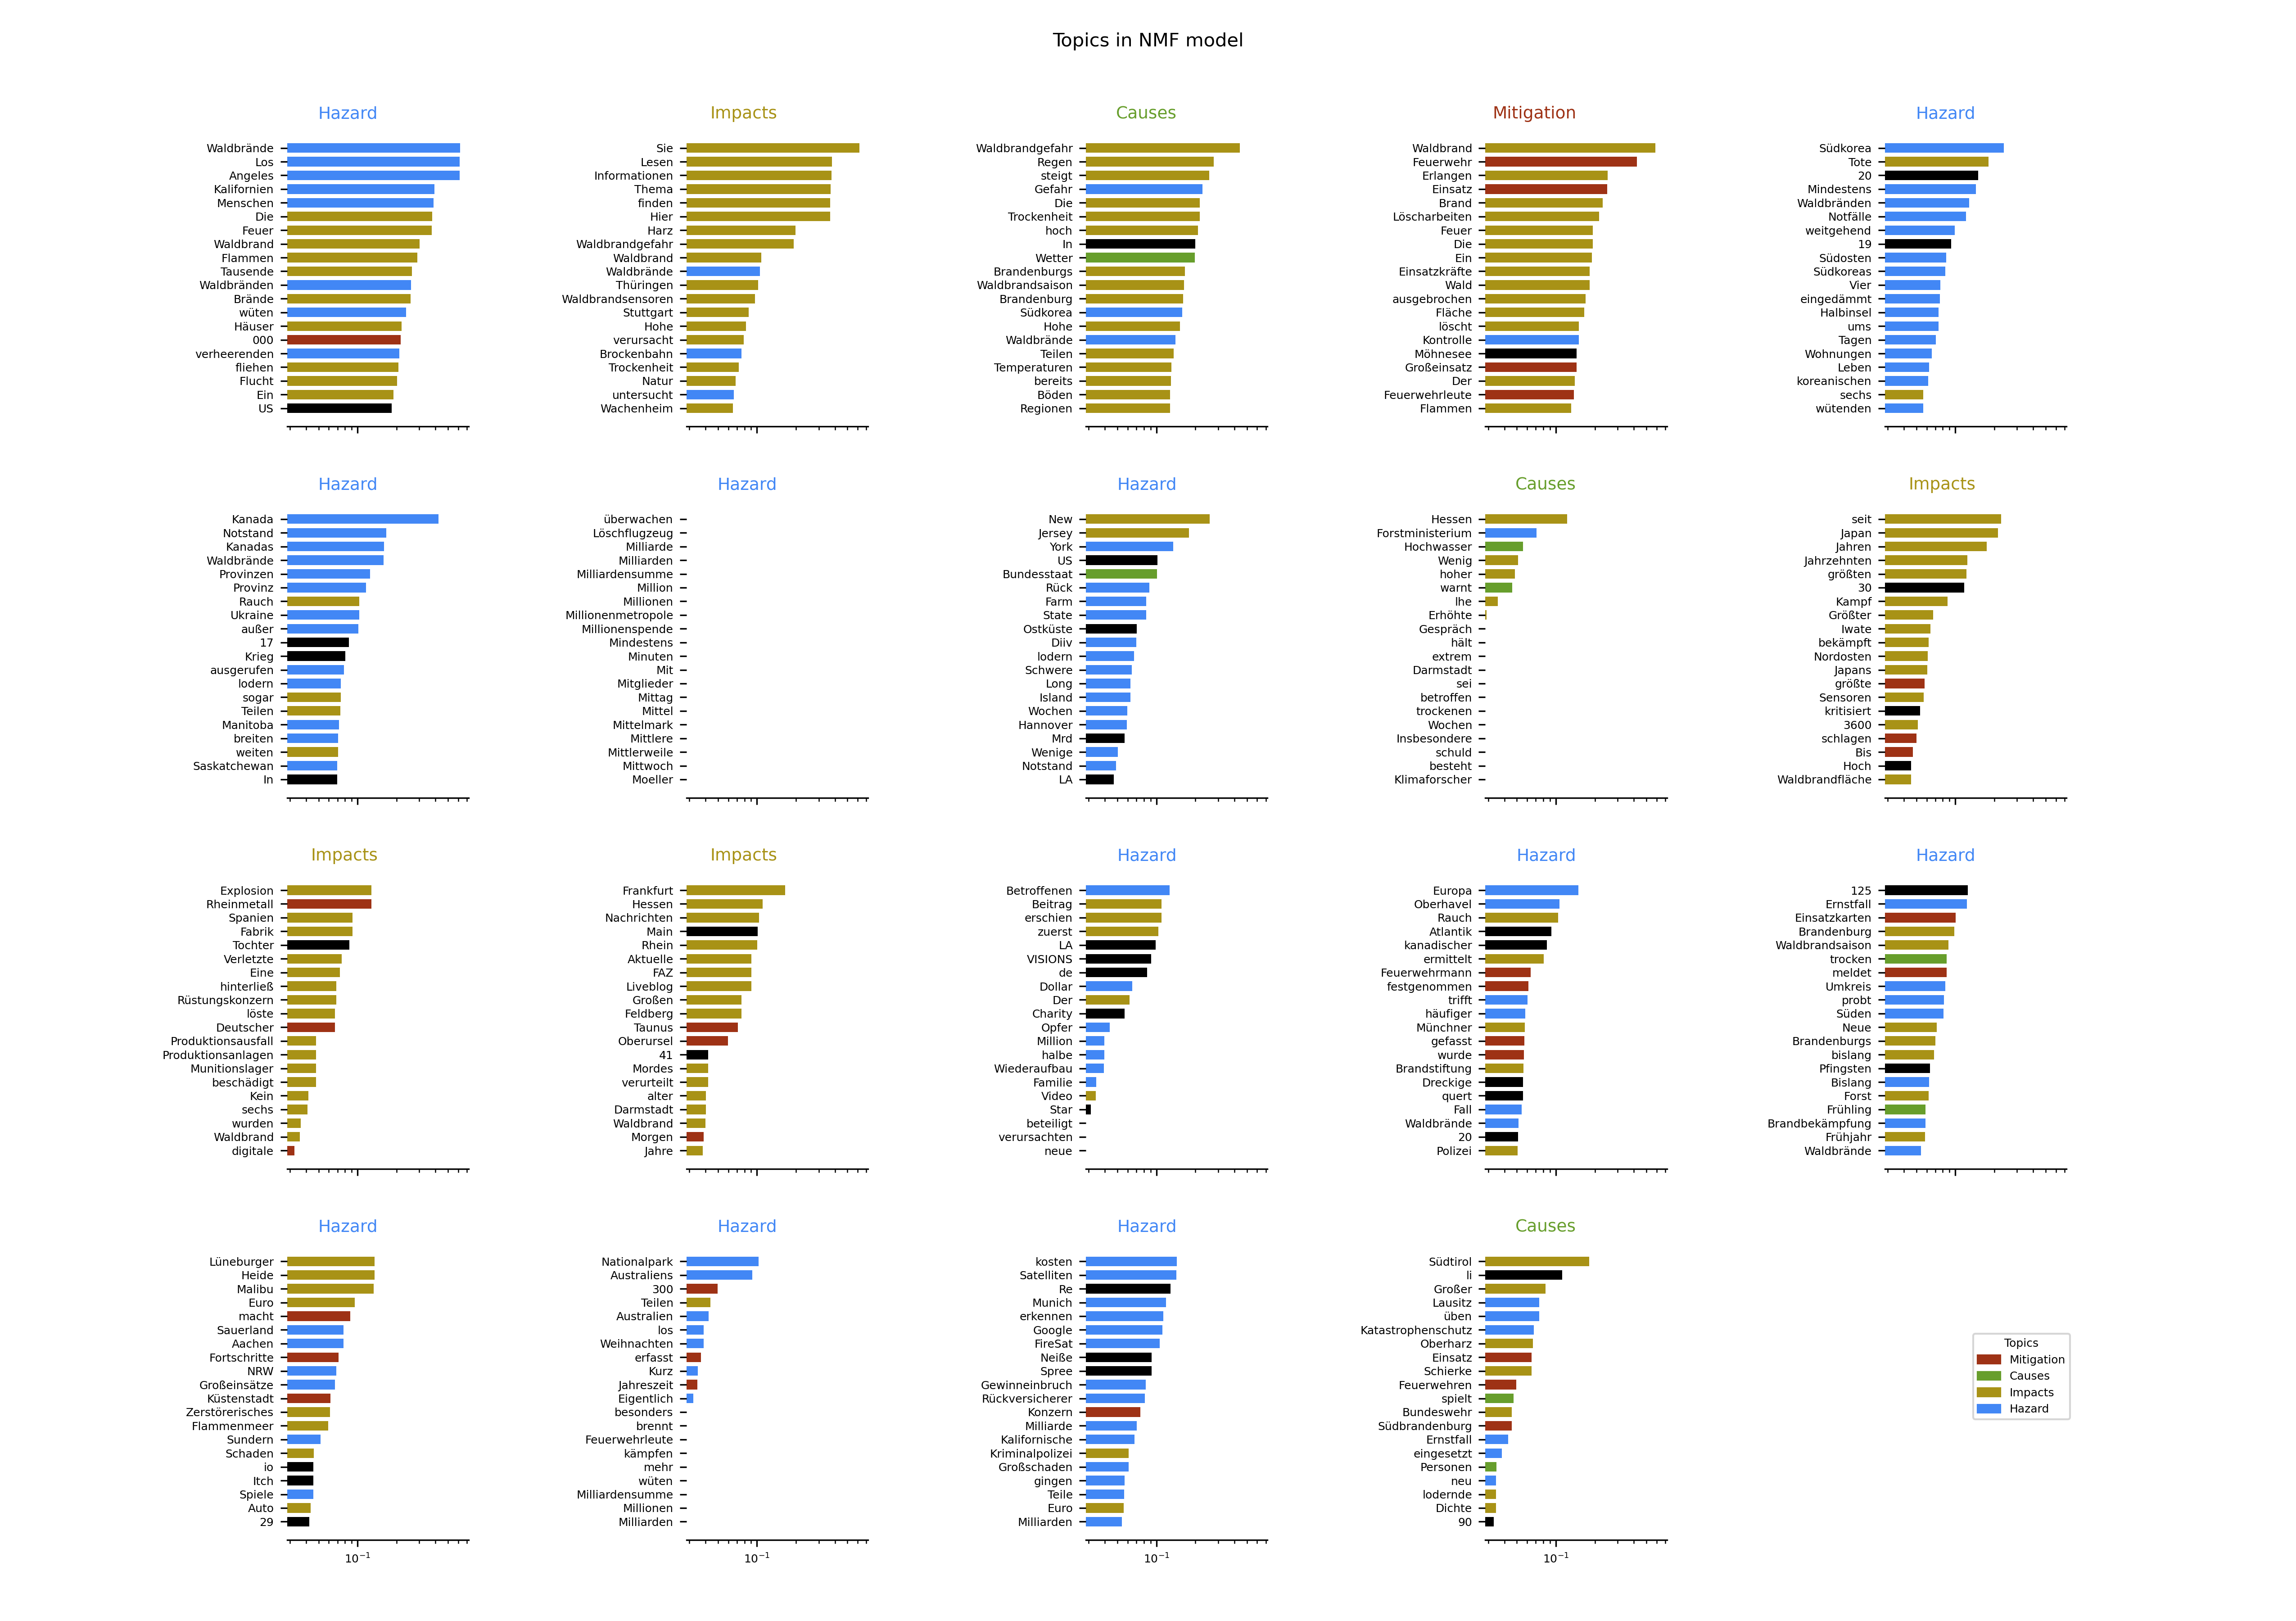 Topics in NMF model
Hazard
Waldbrände
Los
Angeles
Kalifornien
Menschen
Die
Feuer
Waldbrand
Flammen
Tausende
Waldbränden
Brände
wüten
Häuser
000
verheerenden
fliehen
Flucht
Ein
US
Impacts
Sie
Lesen
Informationen
Thema
finden
Hier
Harz
Waldbrandgefahr
Waldbrand
Waldbrände
Thüringen
Waldbrandsensoren
Stuttgart
Hohe
verursacht
Brockenbahn
Trockenheit
Natur
untersucht
Wachenheim
Causes
Waldbrandgefahr
Regen
steigt
Gefahr
Die
Trockenheit
hoch
In
Wetter
Brandenburgs
Waldbrandsaison
Brandenburg
Südkorea
Hohe
Waldbrände
Teilen
Temperaturen
bereits
Böden
Regionen
Mitigation
Waldbrand
Feuerwehr
Erlangen
Einsatz
Brand
Löscharbeiten
Feuer
Die
Ein
Einsatzkräfte
Wald
ausgebrochen
Fläche
löscht
Kontrolle
Möhnesee
Großeinsatz
Der
Feuerwehrleute
Flammen
Hazard
Südkorea
Tote
20
Mindestens
Waldbränden
Notfälle
weitgehend
19
Südosten
Südkoreas
Vier
eingedämmt
Halbinsel
ums
Tagen
Wohnungen
Leben
koreanischen
sechs
wütenden
Hazard
Kanada
Notstand
Kanadas
Waldbrände
Provinzen
Provinz
Rauch
Ukraine
außer
17
Krieg
ausgerufen
lodern
sogar
Teilen
Manitoba
breiten
weiten
Saskatchewan
In
Hazard
überwachen
Löschflugzeug
Milliarde
Milliarden
Milliardensumme
Million
Millionen
Millionenmetropole
Millionenspende
Mindestens
Minuten
Mit
Mitglieder
Mittag
Mittel
Mittelmark
Mittlere
Mittlerweile
Mittwoch
Moeller
Hazard
New
Jersey
York
US
Bundesstaat
Rück
Farm
State
Ostküste
Diiv
lodern
Schwere
Long
Island
Wochen
Hannover
Mrd
Wenige
Notstand
LA
Causes
Hessen
Forstministerium
Hochwasser
Wenig
hoher
warnt
Ihe
Erhöhte
Gespräch
hält
extrem
Darmstadt
sei
betroffen
trockenen
Wochen
Insbesondere
schuld
besteht
Klimaforscher
Impacts
seit
Japan
Jahren
Jahrzehnten
größten
30
Kampf
Größter
Iwate
bekämpft
Nordosten
Japans
größte
Sensoren
kritisiert
3600
schlagen
Bis
Hoch
Waldbrandfläche
Impacts
Explosion
Rheinmetall
Spanien
Fabrik
Tochter
Verletzte
Eine
hinterließ
Rüstungskonzern
löste
Deutscher
Produktionsausfall
Produktionsanlagen
Munitionslager
beschädigt
Kein
sechs
wurden
Waldbrand
digitale
Impacts
Frankfurt
Hessen
Nachrichten
Main
Rhein
Aktuelle
FAZ
Liveblog
Großen
Feldberg
Taunus
Oberursel
41
Mordes
verurteilt
alter
Darmstadt
Waldbrand
Morgen
Jahre
Hazard
Betroffenen
Beitrag
erschien
zuerst
LA
VISIONS
de
Dollar
Der
Charity
Opfer
Million
halbe
Wiederaufbau
Familie
Video
Star
beteiligt
verursachten
neue
Hazard
Europa
Oberhavel
Rauch
Atlantik
kanadischer
ermittelt
Feuerwehrmann
festgenommen
trifft
häufiger
Münchner
gefasst
wurde
Brandstiftung
Dreckige
quert
Fall
Waldbrände
20
Polizei
Hazard
125
Ernstfall
Einsatzkarten
Brandenburg
Waldbrandsaison
trocken
meldet
Umkreis
probt
Süden
Neue
Brandenburgs
bislang
Pfingsten
Bislang
Forst
Frühling
Brandbekämpfung
Frühjahr
Waldbrände
Hazard
Lüneburger
Heide
Malibu
Euro
macht
Sauerland
Aachen
Fortschritte
NRW
Großeinsätze
Küstenstadt
Zerstörerisches
Flammenmeer
Sundern
Schaden
io
Itch
Spiele
Auto
29
10⁻¹
Hazard
Nationalpark
Australiens
300
Teilen
Australien
los
Weihnachten
erfasst
Kurz
Jahreszeit
Eigentlich
besonders
brennt
Feuerwehrleute
kämpfen
mehr
wüten
Milliardensumme
Millionen
Milliarden
10⁻¹
Hazard
kosten
Satelliten
Re
Munich
erkennen
Google
FireSat
Neiße
Spree
Gewinneinbruch
Rückversicherer
Konzern
Milliarde
Kalifornische
Kriminalpolizei
Großschaden
gingen
Teile
Euro
Milliarden
10⁻¹
Causes
Südtirol
li
Großer
Lausitz
üben
Katastrophenschutz
Oberharz
Einsatz
Schierke
Feuerwehren
spielt
Bundeswehr
Südbrandenburg
Ernstfall
eingesetzt
Personen
neu
lodernde
Dichte
90
10⁻¹
Topics
Mitigation
Causes
Impacts
Hazard